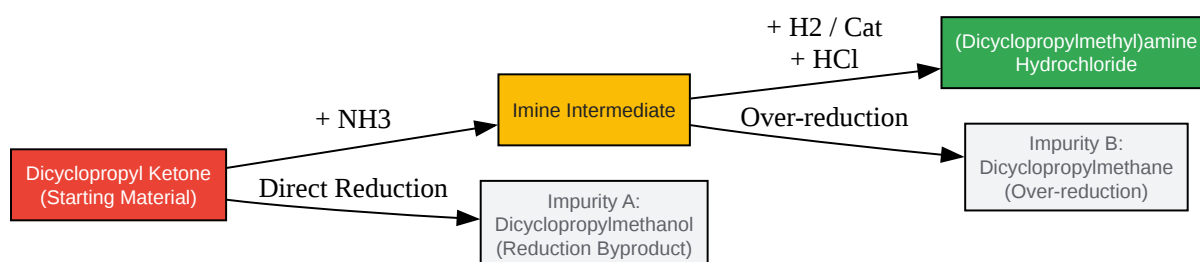 + H2 / Cat
+ HCl
(Dicyclopropylmethyl)amine
Hydrochloride
Imine Intermediate
+ NH3
Over-reduction
Dicyclopropyl Ketone
(Starting Material)
Direct Reduction
Impurity B:
Dicyclopropylmethane
(Over-reduction)
Impurity A:
Dicyclopropylmethanol
(Reduction Byproduct)